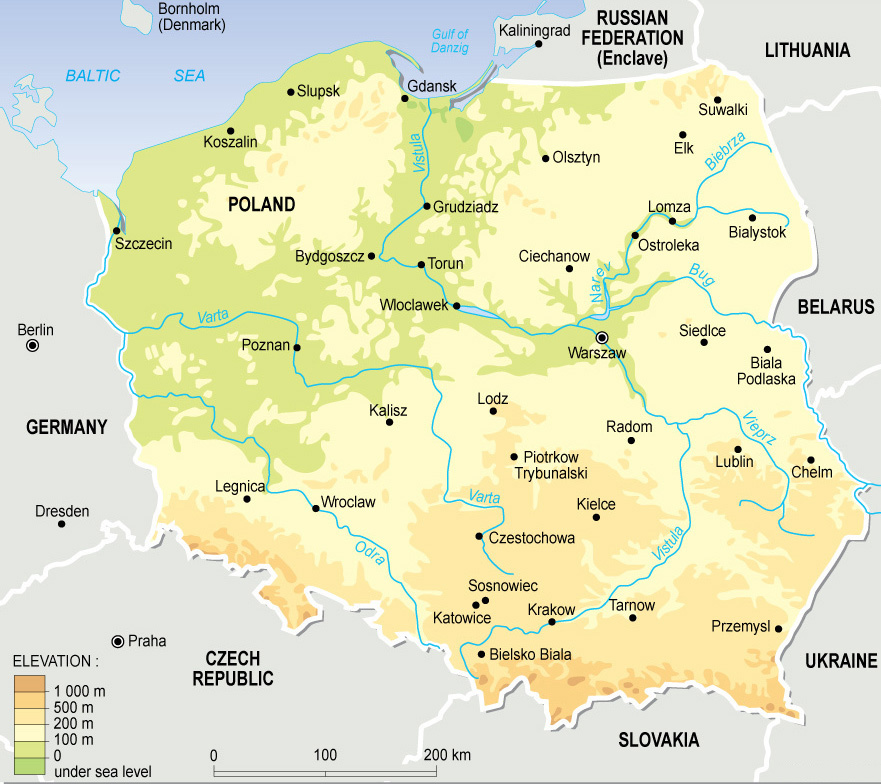 Bornholm
(Denmark)
Kaliningrad
RUSSIAN
FEDERATION
(Enclave)
LITHUANIA
Gulf of
Danzig
BALTIC SEA
Slupsk
Gdansk
Suwalki
Koszalin
Elk
Biebrza
Vistula
Olsztyn
POLAND
Grudziadz
Lomza
Bialystok
Szczecin
Ostroleka
Bydgoszcz
Torun
Ciechanow
Narev
Bug
Wloclawek
BELARUS
Varta
Berlin
Poznan
Siedlce
Warszaw
Biala
Podlaska
Kalisz
Lodz
GERMANY
Radom
Vieprz
Piotrkow
Trybunalski
Lublin
Chelm
Legnica
Wroclaw
Varta
Kielce
Dresden
Odra
Czestochowa
Vistula
Sosnowiec
Katowice
Krakow
Tarnow
Przemysl
Praha
Bielsko Biala
CZECH
REPUBLIC
UKRAINE
SLOVAKIA
ELEVATION :
1 000 m
500 m
200 m
100 m
0
under sea level
0 100 200 km